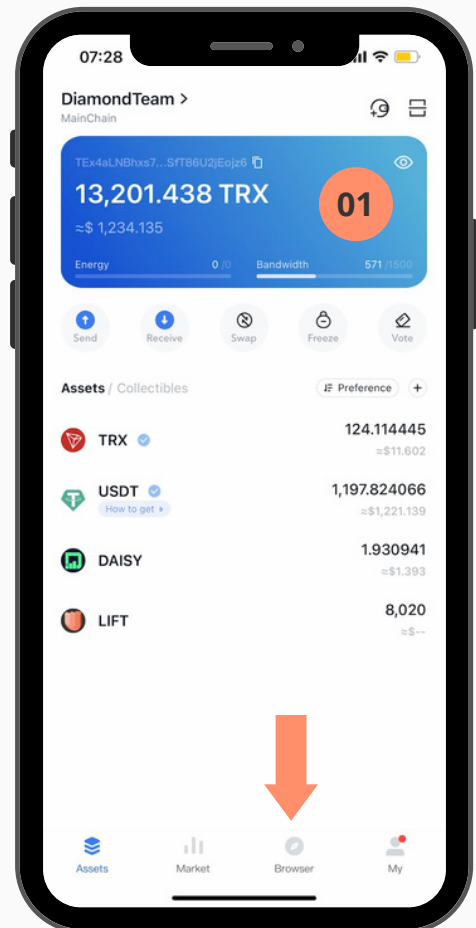 07:28
DiamondTeam >
MainChain
TEx4aLNBhxs7...SfT86U2jEojz6
13,201.438 TRX
≈$ 1,234.135
01
Energy 0 /0 Bandwidth 571 /1500
Send Receive Swap Freeze Vote
Assets / Collectibles Preference +
TRX 124.114445
≈$11.602
USDT 1,197.824066
How to get ≈$1,221.139
DAISY 1.930941
≈$1.393
LIFT 8,020
≈$--
Assets Market Browser My